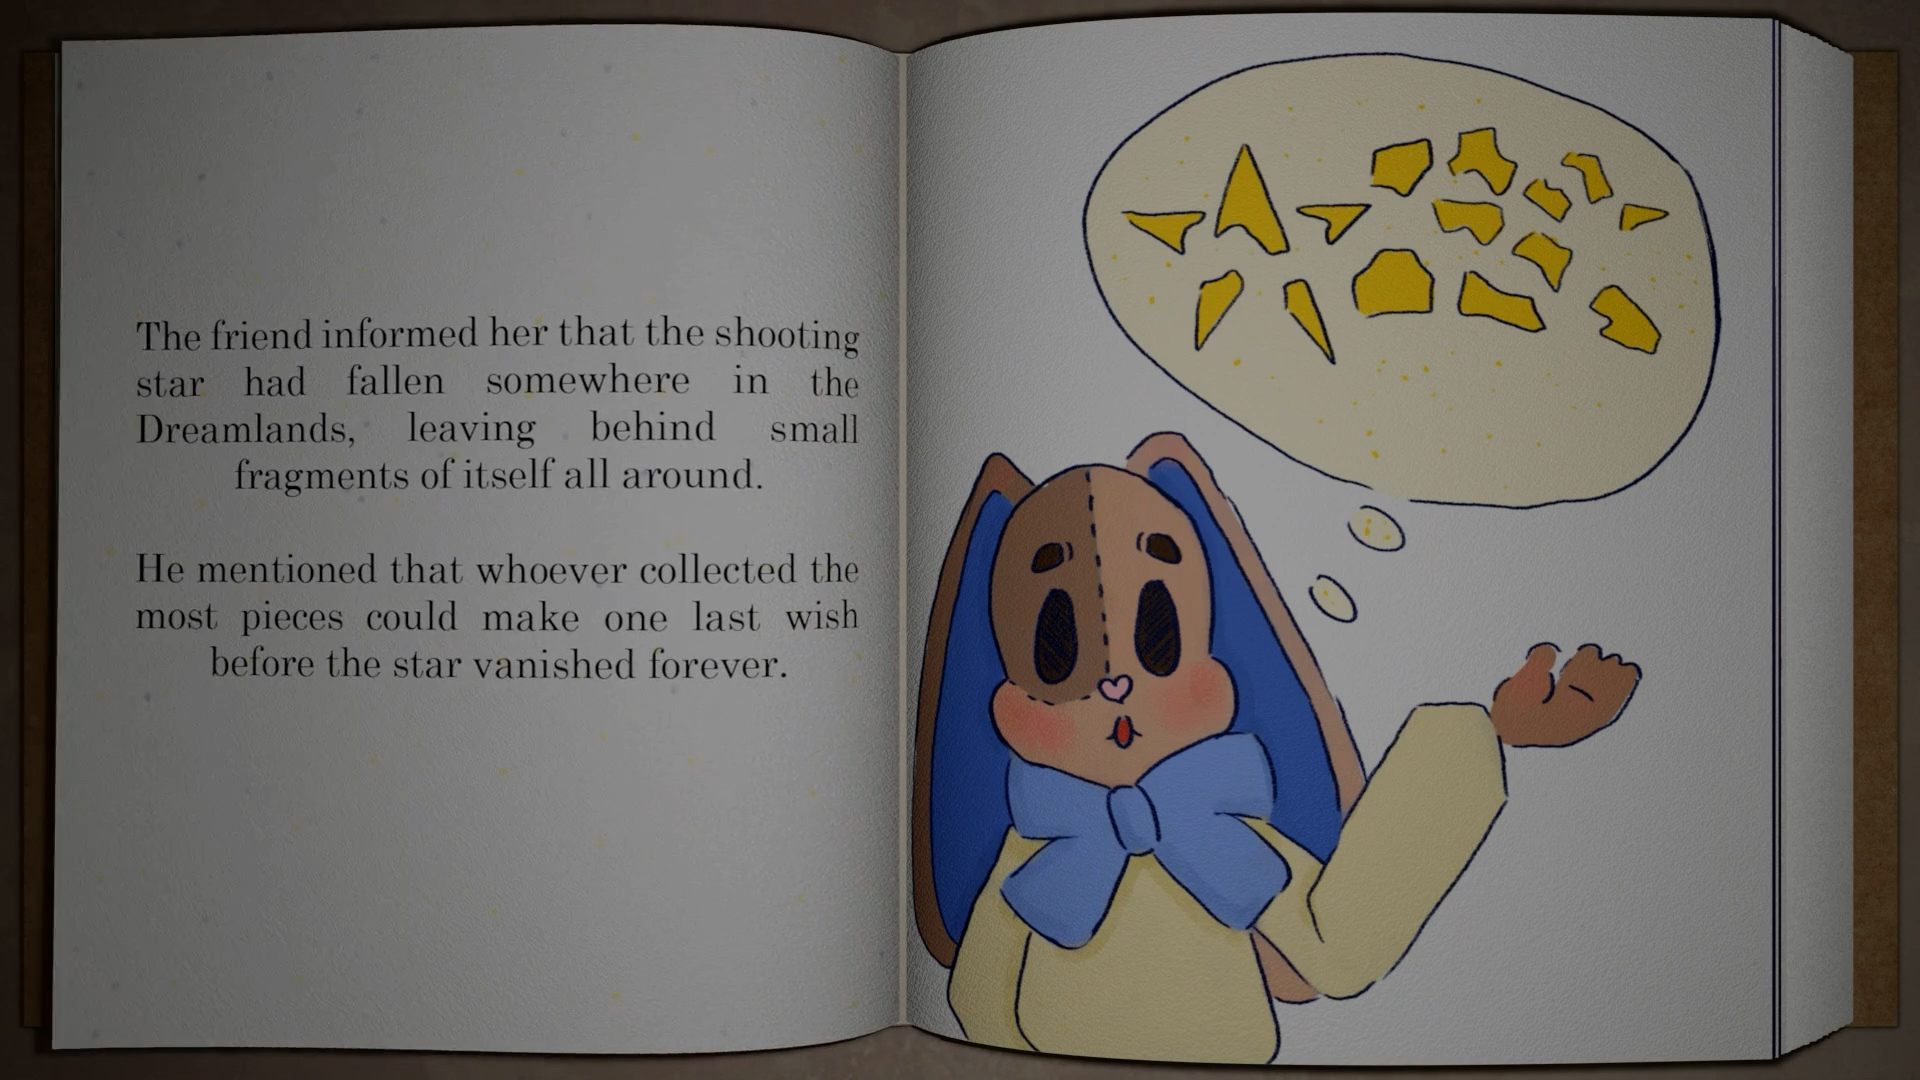 The friend informed her that the shooting
star had fallen somewhere in the
Dreamlands, leaving behind small
fragments of itself all around.
He mentioned that whoever collected the
most pieces could make one last wish
before the star vanished forever.